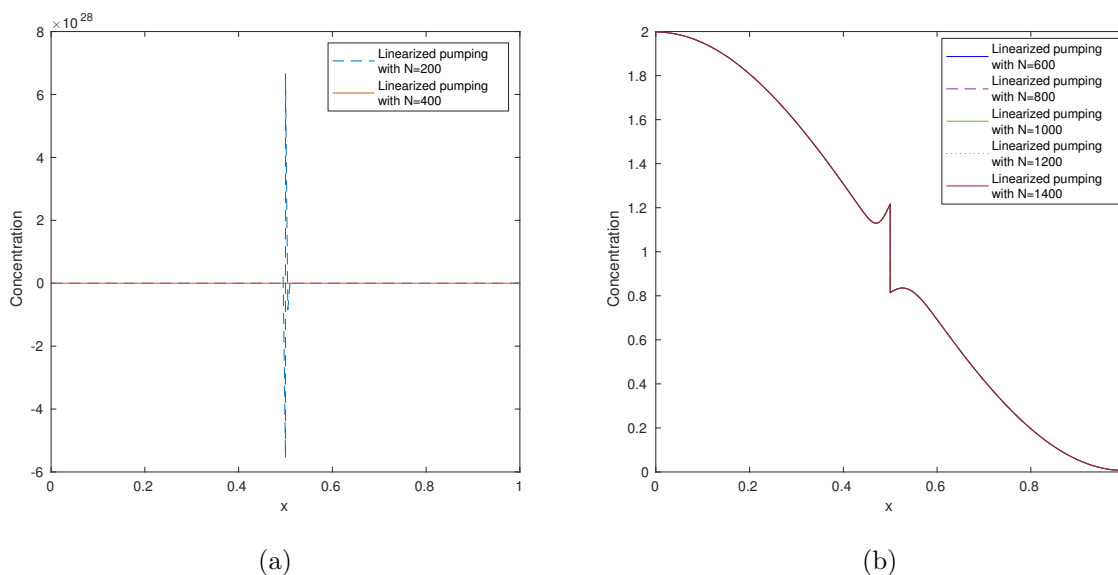 ×10 28
8
6
4
2
0
-2
-4
-6
Concentration
0
0.2
0.4
0.6
0.8
1
x
Linearized pumping
with N=200
Linearized pumping
with N=400
(a)
2
1.8
1.6
1.4
1.2
1
0.8
0.6
0.4
0.2
0
Concentration
0
0.2
0.4
0.6
0.8
x
Linearized pumping
with N=600
Linearized pumping
with N=800
Linearized pumping
with N=1000
Linearized pumping
with N=1200
Linearized pumping
with N=1400
(b)